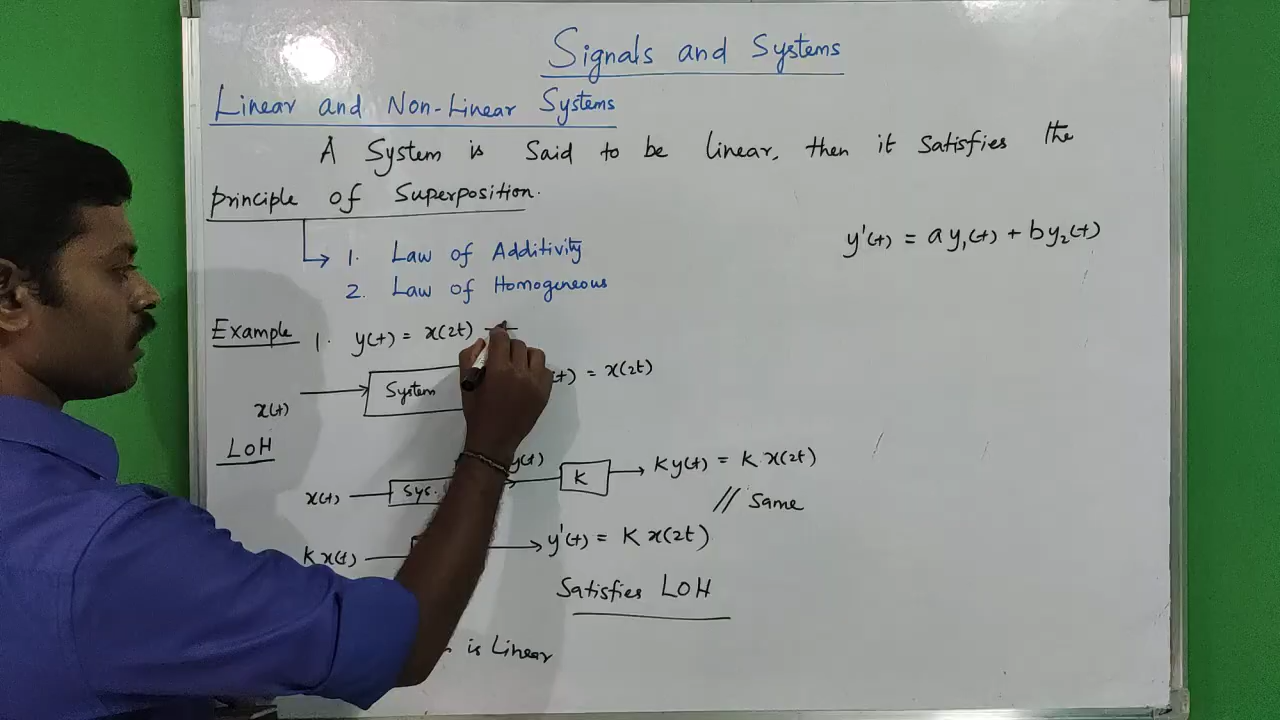 Signals and Systems
Linear and Non-Linear Systems
A System is Said to be linear, then it Satisfies the
principle of Superposition.
1. Law of Additivity
2. Law of Homogeneous
y'(t) = a y₁(t) + b y₂(t)
Example 1. y(t) = x(2t)
x(t) System (t) = x(2t)
LOH
x(t) Sys. y(t) K K y(t) = K x(2t)
// Same
K x(t) y'(t) = K x(2t)
Satisfies LOH
is Linear